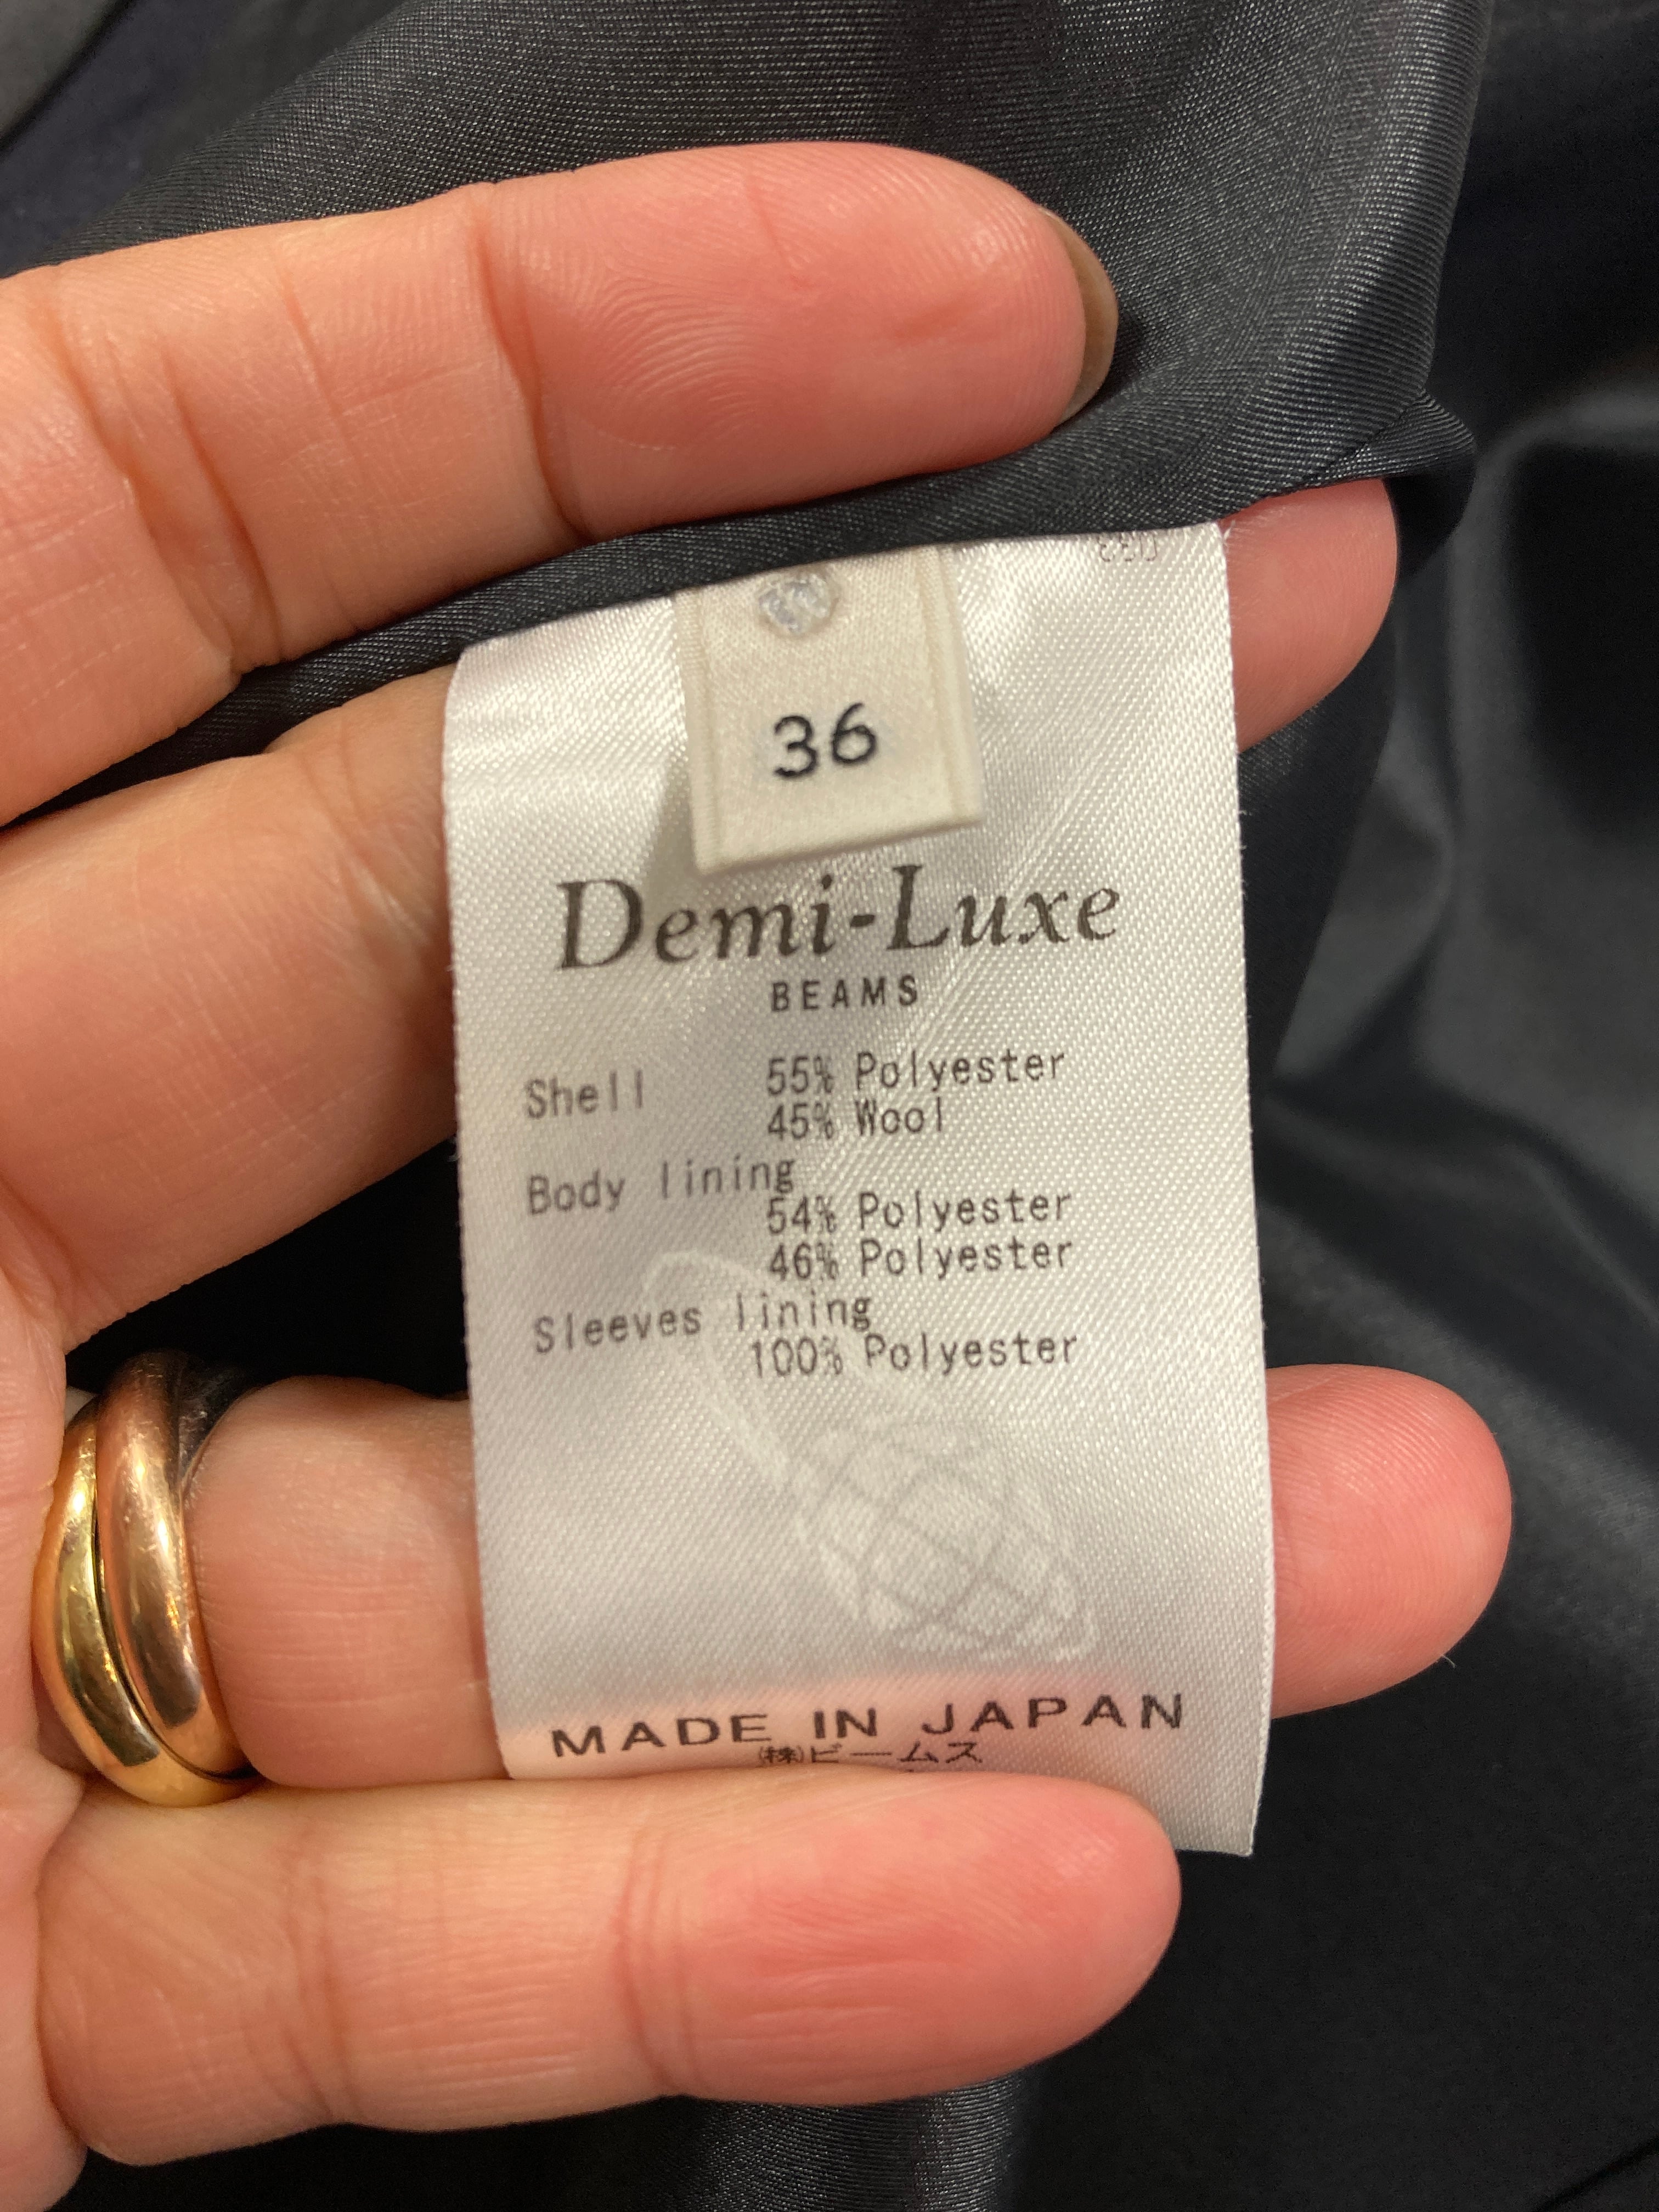 36
Demi-Luxe
BEAMS
Shell 55% Polyester
45% Wool
Body lining
54% Polyester
46% Polyester
Sleeves lining
100% Polyester
MADE IN JAPAN
(株)ビームス